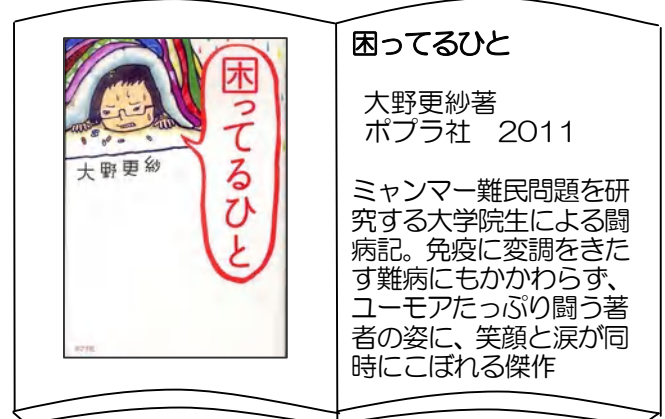 困ってるひと
大野更紗
ポプラ社
困ってるひと
大野更紗著
ポプラ社　2011
ミャンマー難民問題を研
究する大学院生による闘
病記。免疫に変調をきた
す難病にもかかわらず、
ユーモアたっぷり闘う著
者の姿に、笑顔と涙が同
時にこぼれる傑作